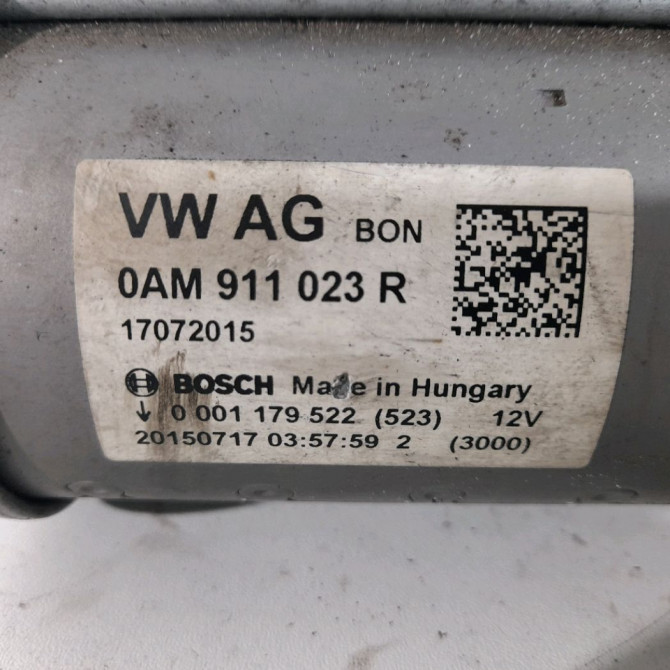 VW AG BON
0AM 911 023 R
17072015
BOSCH Made in Hungary
↓ 0 001 179 522 (523) 12V
20150717 03:57:59 2 (3000)